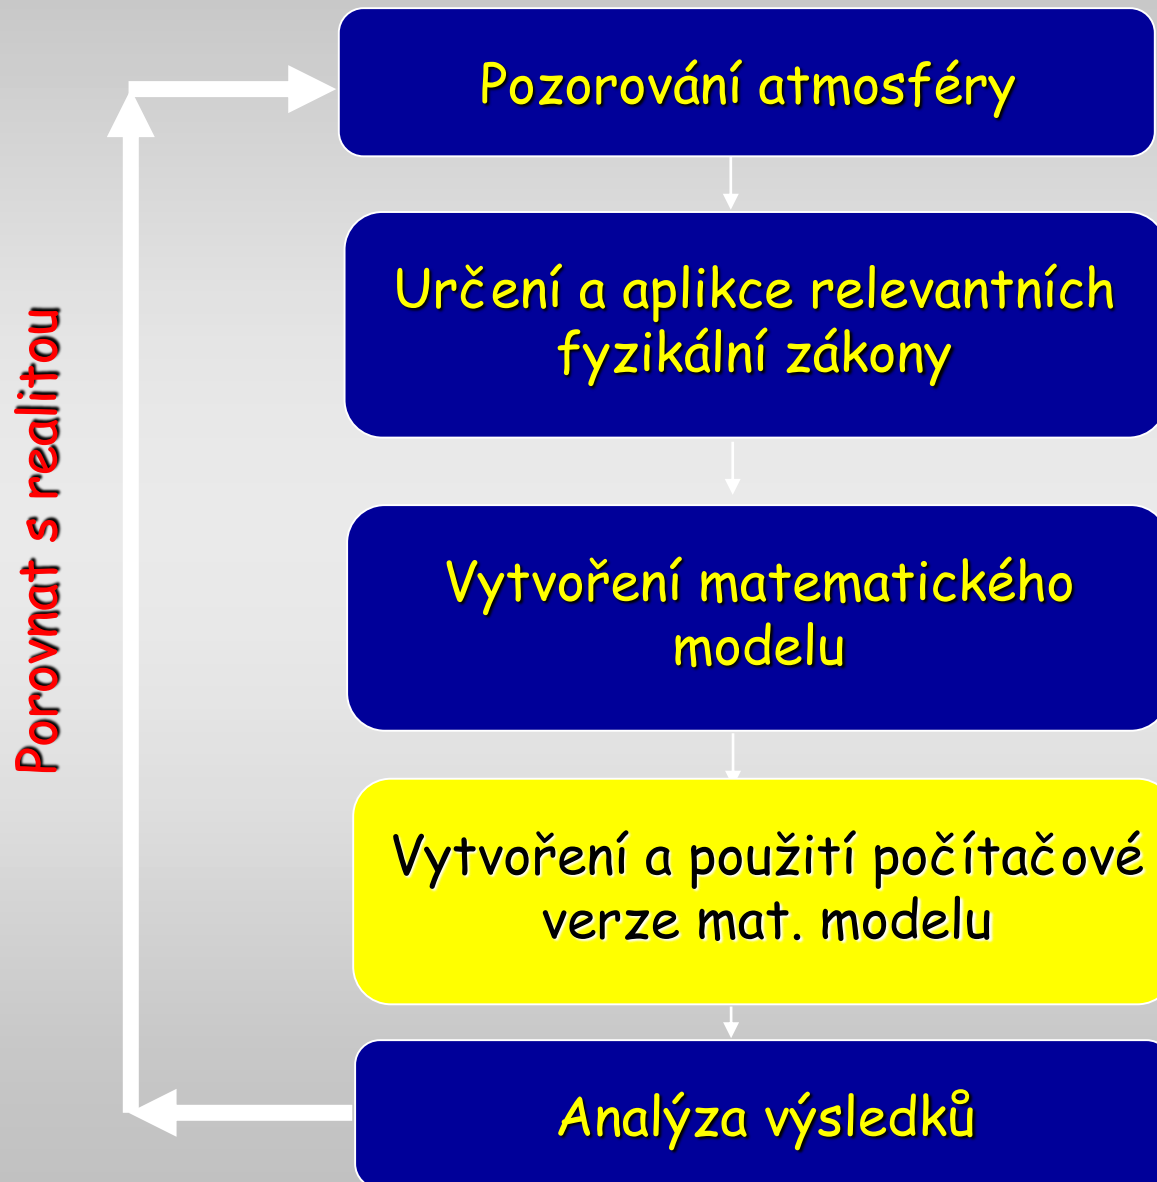 Pozorování atmosféry
Určení a aplikce relevantních
fyzikální zákony
Vytvoření matematického
modelu
Vytvoření a použití počítačové
verze mat. modelu
Analýza výsledků
Porovnat s realitou